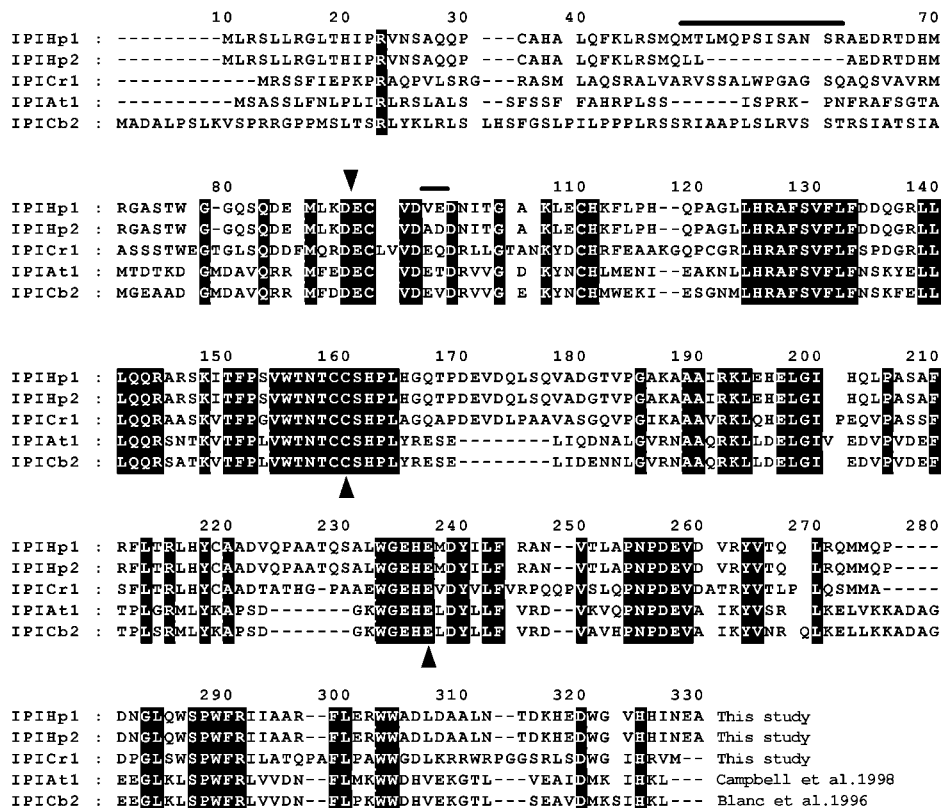 10 20 30 40 50 60 70
IPIHp1 : ---------MLRSLLRGLTHIPRVNSAQQP ---CAHA LQFKLRSMQMTLMQPSISANS RAEDRTDHM
IPIHp2 : ---------MLRSLLRGLTHIPRVNSAQQP ---CAHA LQFKLRSMQLL----------- --AEDRTDHM
IPICr1 : ------------MRSSFIEPKPRAQPVLSRG ---RASM LAQSRALVARVSSALWPGAGS QAQSVAVRM
IPIAt1 : ----------MSASSLFNLPLIRLRSLALS ---SFSSF FAHRPLSS-----ISPRK- PNFRAFSGTA
IPICb2 : MADALPSLKVSPRRGPPMSLTSRLYKLRLS LHSFGSLPILPPPLRSSRIAAPLSLRVSS STRSIATSIA
80 90 100 110 120 130 140
IPIHp1 : RGASTW G-GQSQDE MLKDEC VDVEDNITG A KLECHKFLPH--QPAGLLHRAFSVFLFDDQGRLL
IPIHp2 : RGASTW G-GQSQDE MLKDEC VDADDNITG A KLECHKFLPH--QPAGLLHRAFSVFLFDDQGRLL
IPICr1 : ASSSTWEGTGLSQDDFMQRDECLVVDEQDRLLGTANKYDCHRFEAAKGQPCGRLHRAFSVFLFSPDGRLL
IPIAt1 : MTDTKD GMDAVQRR MFEDEC VDETDRVVG D KYNCHLMENI--EAKNLLHRAFSVFLFNSKYELL
IPICb2 : MGEAAD GMDAVQRR MFDDEC VDEVDRVVG E KYNCHMWEKI--ESGNMLHRAFSVFLFNSKFELL
150 160 170 180 190 200 210
IPIHp1 : LQQRARSKITFPSVWTNTCCSHPLHGQTPDEVDQLSQVADGTVPGAKAAAIRKLEHELGI HQLPASAF
IPIHp2 : LQQRARSKITFPSVWTNTCCSHPLHGQTPDEVDQLSQVADGTVPGAKAAAIRKLEHELGI HQLPASAF
IPICr1 : LQQRAASKVTFPGVWTNTCCSHPLAGQAPDEVDLPAAVASGQVPGIKAAAVRKLQHELGI PEQVPASSF
IPIAt1 : LQQRSNTKVTFPLVWTNTCCSHPLYRESE--------LIQDNALGVRNAAQRKLLDELGIV EDVPVDEF
IPICb2 : LQQRSATKVTFPLVWTNTCCSHPLYRESE--------LIDENNLGVRNAAQRKLLDELGI EDVPVDEF
220 230 240 250 260 270 280
IPIHp1 : RFLTRLHYCAADVQPAATQSALWGEHEMDYILF RAN--VTLAPNPDEVD VRYVTQ LRQMMQP----
IPIHp2 : RFLTRLHYCAADVQPAATQSALWGEHEMDYILF RAN--VTLAPNPDEVD VRYVTQ LRQMMQP----
IPICr1 : SFLTRLHYCAADTATHG-PAAEWGEHEVDYVLFVRPQQPVSLQPNPDEVDATRYVTLP LQSMMA-----
IPIAt1 : TPLGRMLYKAPSD------GKWGEHELDYLLF VRD--VKVQPNPDEVA IKYVSR LKELVKKADAG
IPICb2 : TPLSRMLYKAPSD------GKWGEHELDYLLF VRD--VAVHPNPDEVA IKYVNR QLKELLKKADAG
290 300 310 320 330
IPIHp1 : DNGLQWSPWFRIIAAR--FLERWWADLDAALN--TDKHEDWG VHHINEA This study
IPIHp2 : DNGLQWSPWFRIIAAR--FLERWWADLDAALN--TDKHEDWG VHHINEA This study
IPICr1 : DPGLSWSPWFRILATQPAFLPAWWGDLKRRWRPGGSRLSDWG IHRVM-- This study
IPIAt1 : EEGLKLSPWFRLVVDN--FLMKWWDHVEKGTL--VEAIDMK IHKL--- Campbell et al.1998
IPICb2 : EEGLKLSPWFRLVVDN--FLPKWWDHVEKGTL--SEAVDMKSIHKL--- Blanc et al.1996